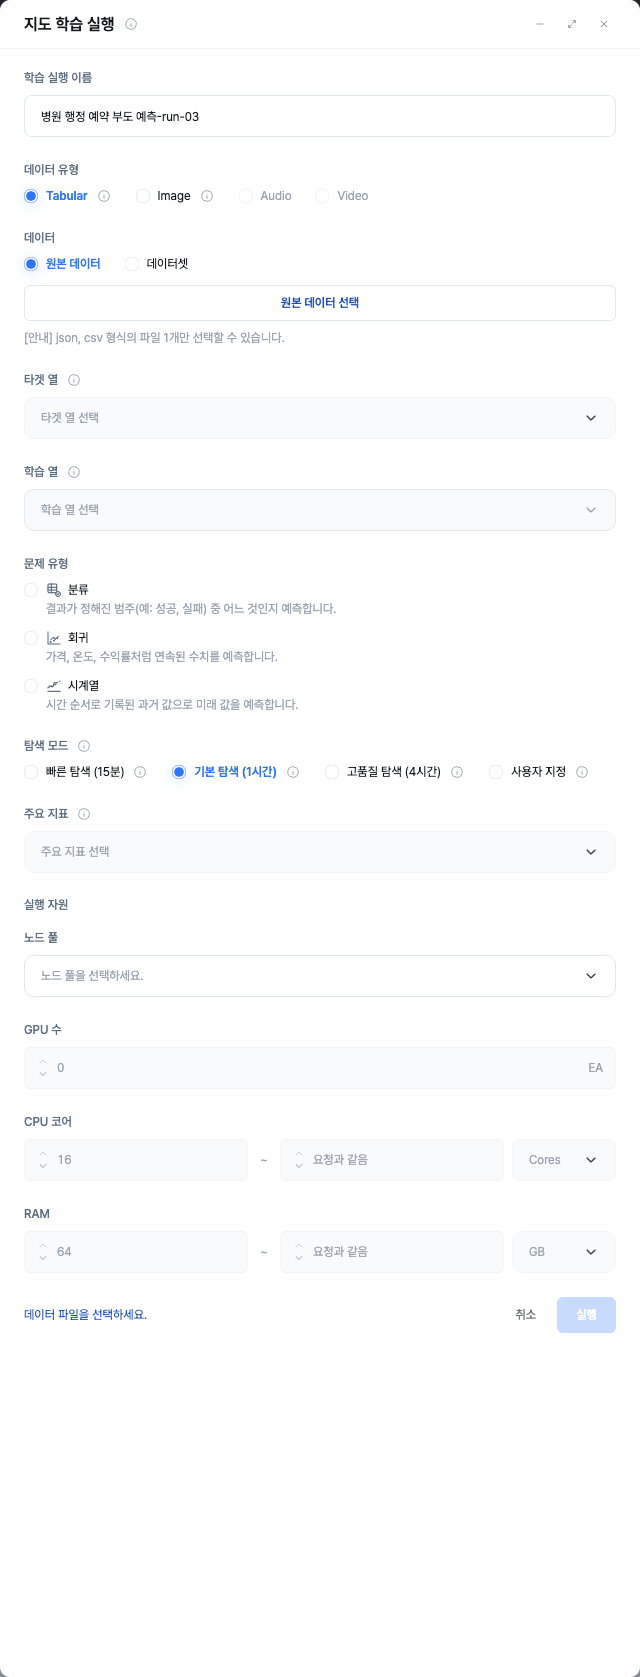 지도 학습 실행
학습 실행 이름
병원 행정 예약 부도 예측-run-03
데이터 유형
Tabular Image Audio Video
데이터
원본 데이터 데이터셋
원본 데이터 선택
[안내] json, csv 형식의 파일 1개만 선택할 수 있습니다.
타겟 열
타겟 열 선택
학습 열
학습 열 선택
문제 유형
분류
결과가 정해진 범주(예: 성공, 실패) 중 어느 것인지 예측합니다.
회귀
가격, 온도, 수익률처럼 연속된 수치를 예측합니다.
시계열
시간 순서로 기록된 과거 값으로 미래 값을 예측합니다.
탐색 모드
빠른 탐색 (15분) 기본 탐색 (1시간) 고품질 탐색 (4시간) 사용자 지정
주요 지표
주요 지표 선택
실행 자원
노드 풀
노드 풀을 선택하세요.
GPU 수
0 EA
CPU 코어
16 ~ 요청과 같음 Cores
RAM
64 ~ 요청과 같음 GB
데이터 파일을 선택하세요. 취소 실행